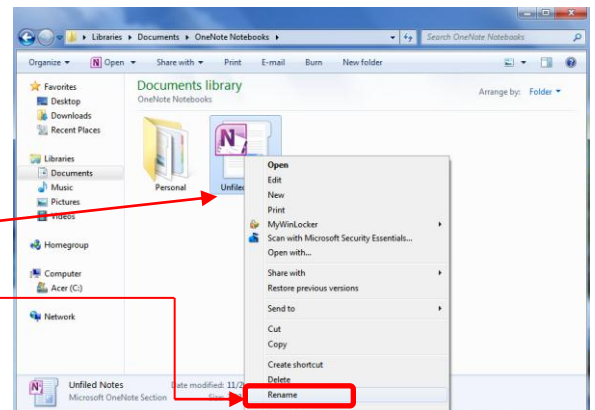 Libraries ▸ Documents ▸ OneNote Notebooks ▸
Search OneNote Notebooks
Organize
Open
Share with
Print
E-mail
Burn
New folder
Favorites
Desktop
Downloads
Recent Places
Libraries
Documents
Music
Pictures
Videos
Homegroup
Computer
Acer (C:)
Network
Documents library
OneNote Notebooks
Arrange by: Folder
Personal
Open
Edit
New
Print
MyWinLocker
Scan with Microsoft Security Essentials...
Open with...
Share with
Restore previous versions
Send to
Cut
Copy
Create shortcut
Delete
Rename
Unfiled Notes
Date modified:
Microsoft OneNote Section